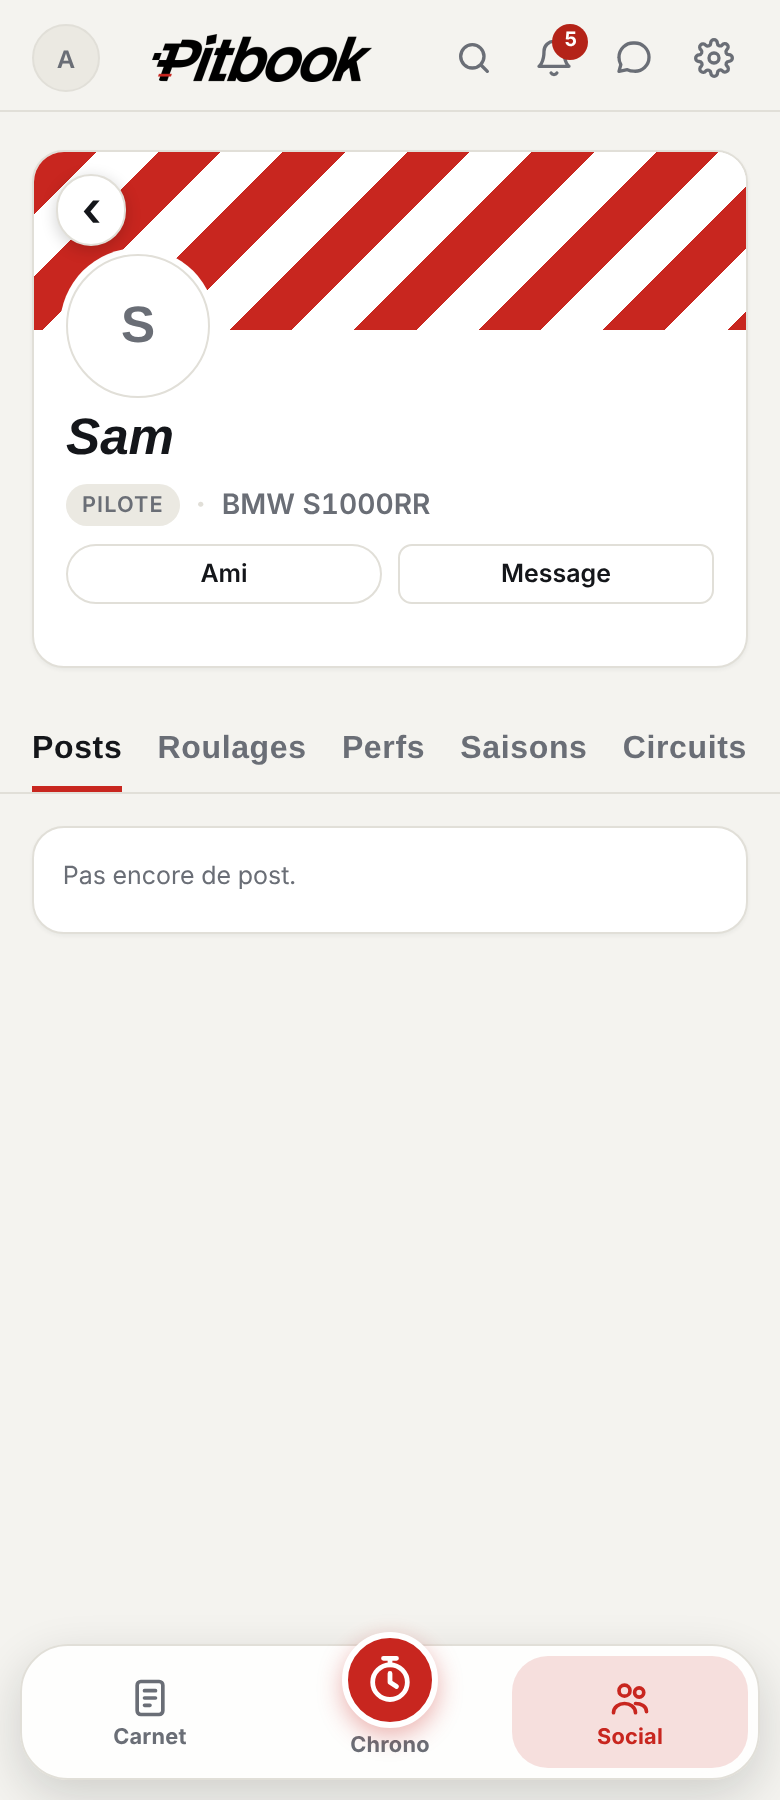 A
Pitbook
5
S
Sam
PILOTE · BMW S1000RR
Ami
Message
Posts Roulages Perfs Saisons Circuits
Pas encore de post.
Carnet
Chrono
Social